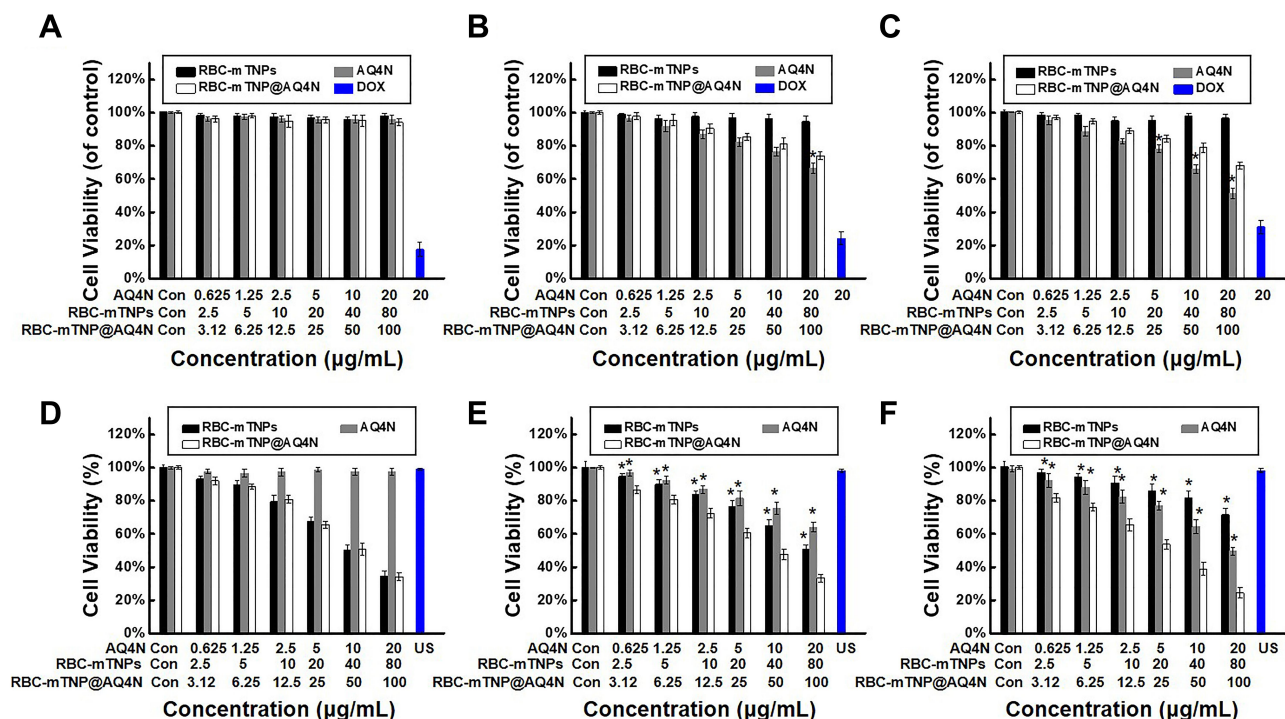 A
RBC-mTNPs AQ4N
RBC-mTNP@AQ4N DOX
Cell Viability (of control)
120%
100%
80%
60%
40%
20%
0%
AQ4N Con 0.625 1.25 2.5 5 10 20 20
RBC-mTNPs Con 2.5 5 10 20 40 80
RBC-mTNP@AQ4N Con 3.12 6.25 12.5 25 50 100
Concentration (µg/mL)
B
RBC-mTNPs AQ4N
RBC-mTNP@AQ4N DOX
Cell Viability (of control)
120%
100%
80%
60%
40%
20%
0%
*
AQ4N Con 0.625 1.25 2.5 5 10 20 20
RBC-mTNPs Con 2.5 5 10 20 40 80
RBC-mTNP@AQ4N Con 3.12 6.25 12.5 25 50 100
Concentration (µg/mL)
C
RBC-mTNPs AQ4N
RBC-mTNP@AQ4N DOX
Cell Viability (of control)
120%
100%
80%
60%
40%
20%
0%
* * *
AQ4N Con 0.625 1.25 2.5 5 10 20 20
RBC-mTNPs Con 2.5 5 10 20 40 80
RBC-mTNP@AQ4N Con 3.12 6.25 12.5 25 50 100
Concentration (µg/mL)
D
RBC-mTNPs AQ4N
RBC-mTNP@AQ4N
Cell Viability (%)
120%
100%
80%
60%
40%
20%
0%
AQ4N Con 0.625 1.25 2.5 5 10 20 US
RBC-mTNPs Con 2.5 5 10 20 40 80
RBC-mTNP@AQ4N Con 3.12 6.25 12.5 25 50 100
Concentration (µg/mL)
E
RBC-mTNPs AQ4N
RBC-mTNP@AQ4N
Cell Viability (%)
120%
100%
80%
60%
40%
20%
0%
* * * * * * * * * * * *
AQ4N Con 0.625 1.25 2.5 5 10 20 US
RBC-mTNPs Con 2.5 5 10 20 40 80
RBC-mTNP@AQ4N Con 3.12 6.25 12.5 25 50 100
Concentration (µg/mL)
F
RBC-mTNPs AQ4N
RBC-mTNP@AQ4N
Cell Viability (%)
120%
100%
80%
60%
40%
20%
0%
* * * * * * * * * * * *
AQ4N Con 0.625 1.25 2.5 5 10 20 US
RBC-mTNPs Con 2.5 5 10 20 40 80
RBC-mTNP@AQ4N Con 3.12 6.25 12.5 25 50 100
Concentration (µg/mL)